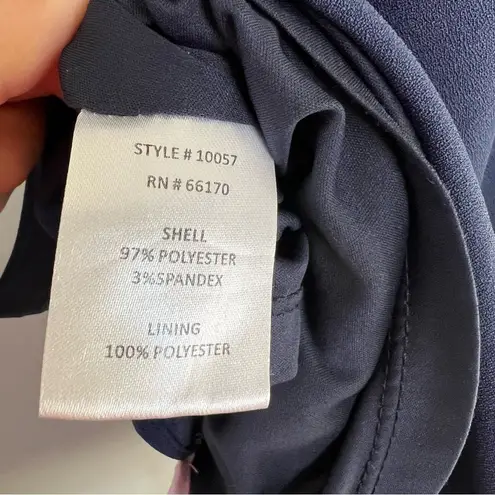 STYLE # 10057
RN # 66170
SHELL
97% POLYESTER
3%SPANDEX
LINING
100% POLYESTER